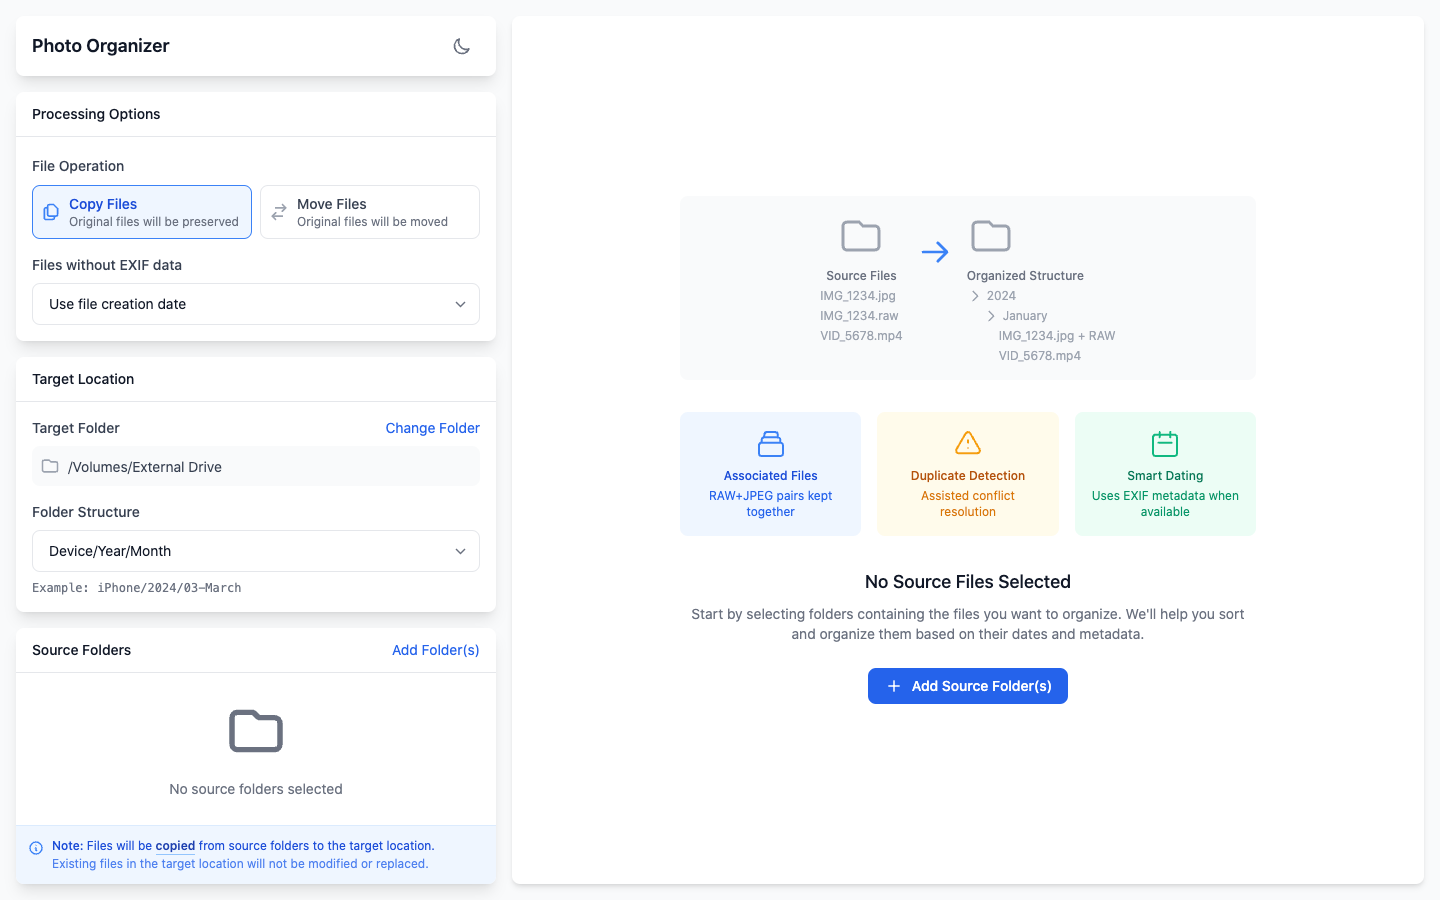 Photo Organizer
Processing Options
File Operation
Copy Files
Original files will be preserved
Move Files
Original files will be moved
Files without EXIF data
Use file creation date
Target Location
Target Folder
Change Folder
/Volumes/External Drive
Folder Structure
Device/Year/Month
Example: iPhone/2024/03–March
Source Folders
Add Folder(s)
No source folders selected
Note: Files will be copied from source folders to the target location.
Existing files in the target location will not be modified or replaced.
Source Files
IMG_1234.jpg
IMG_1234.raw
VID_5678.mp4
Organized Structure
2024
January
IMG_1234.jpg + RAW
VID_5678.mp4
Associated Files
RAW+JPEG pairs kept
together
Duplicate Detection
Assisted conflict
resolution
Smart Dating
Uses EXIF metadata when
available
No Source Files Selected
Start by selecting folders containing the files you want to organize. We'll help you sort
and organize them based on their dates and metadata.
Add Source Folder(s)